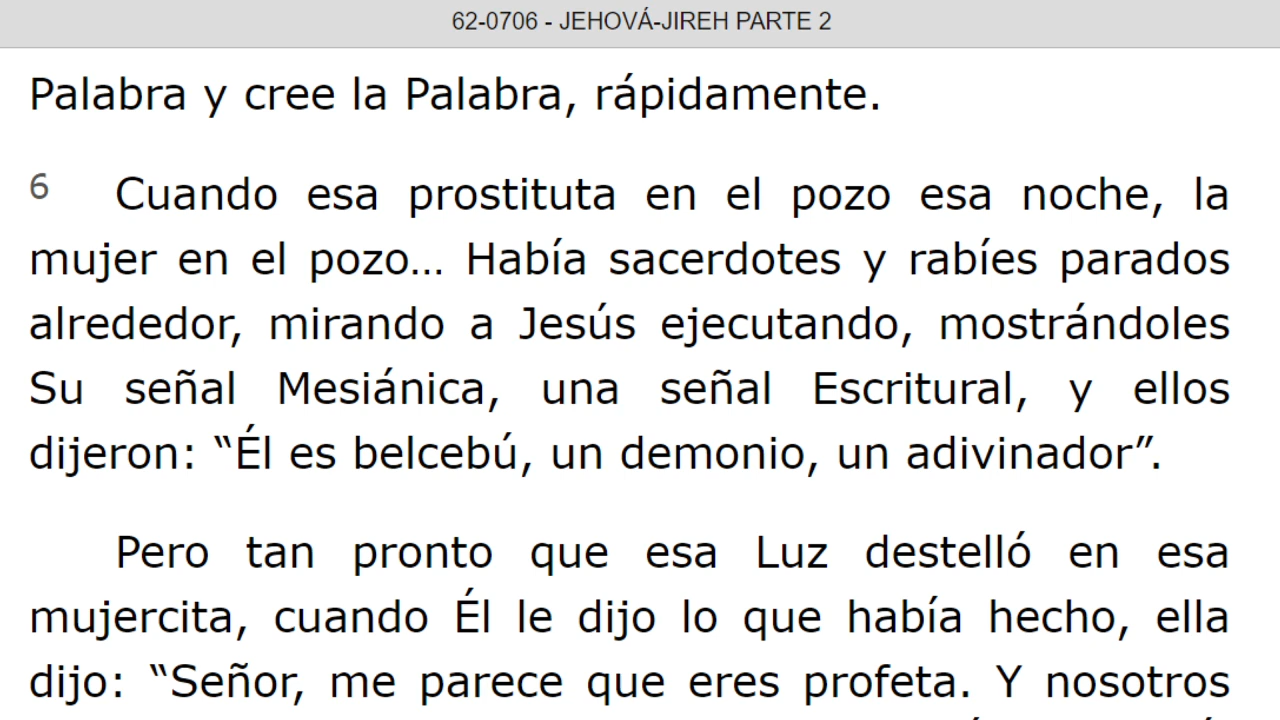 62-0706 - JEHOVÁ-JIREH PARTE 2
Palabra y cree la Palabra, rápidamente.
6 Cuando esa prostituta en el pozo esa noche, la
mujer en el pozo… Había sacerdotes y rabíes parados
alrededor, mirando a Jesús ejecutando, mostrándoles
Su señal Mesiánica, una señal Escritural, y ellos
dijeron: “Él es belcebú, un demonio, un adivinador”.
Pero tan pronto que esa Luz destelló en esa
mujercita, cuando Él le dijo lo que había hecho, ella
dijo: “Señor, me parece que eres profeta. Y nosotros